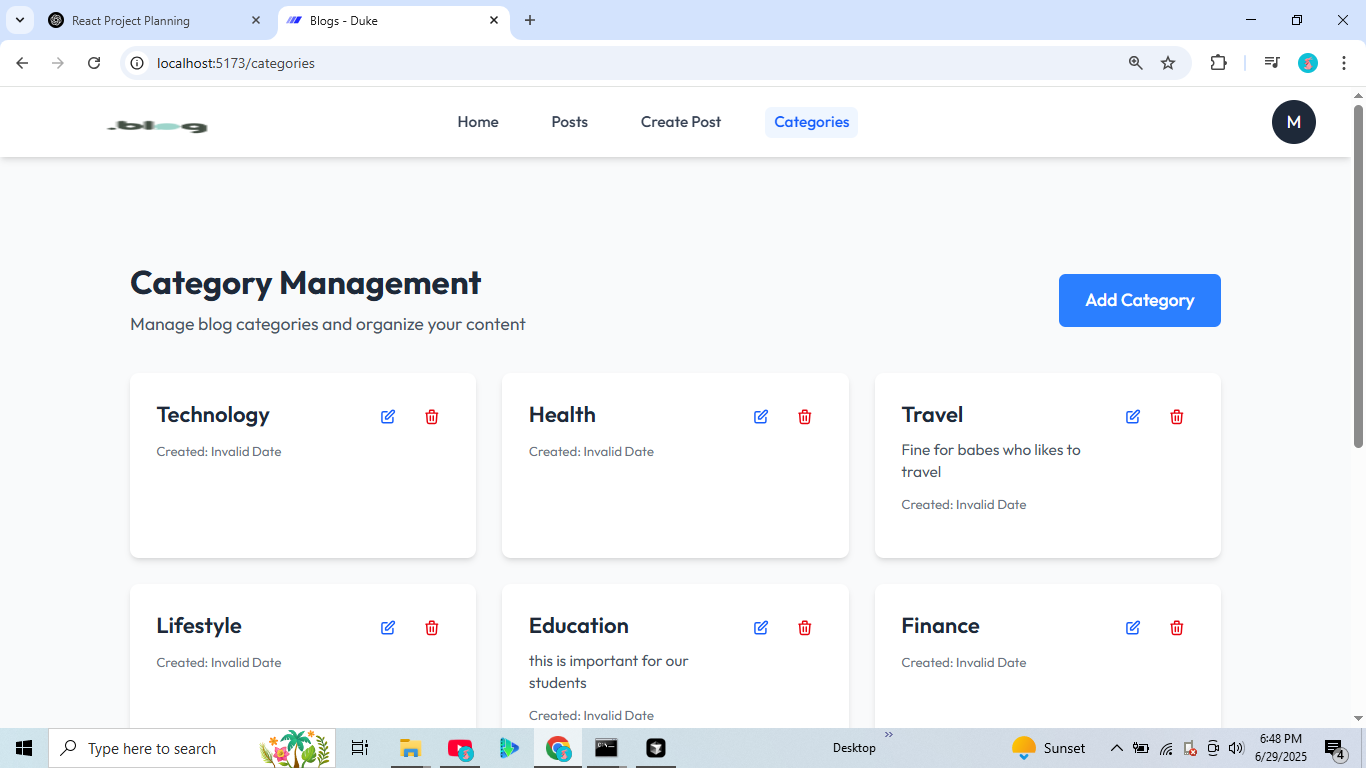 React Project Planning
Blogs - Duke
localhost:5173/categories
.blog
Home
Posts
Create Post
Categories
M
Category Management
Manage blog categories and organize your content
Add Category
Technology
Created: Invalid Date
Health
Created: Invalid Date
Travel
Fine for babes who likes to
travel
Created: Invalid Date
Lifestyle
Created: Invalid Date
Education
this is important for our
students
Created: Invalid Date
Finance
Created: Invalid Date
Type here to search
Desktop
Sunset
6:48 PM
6/29/2025
4